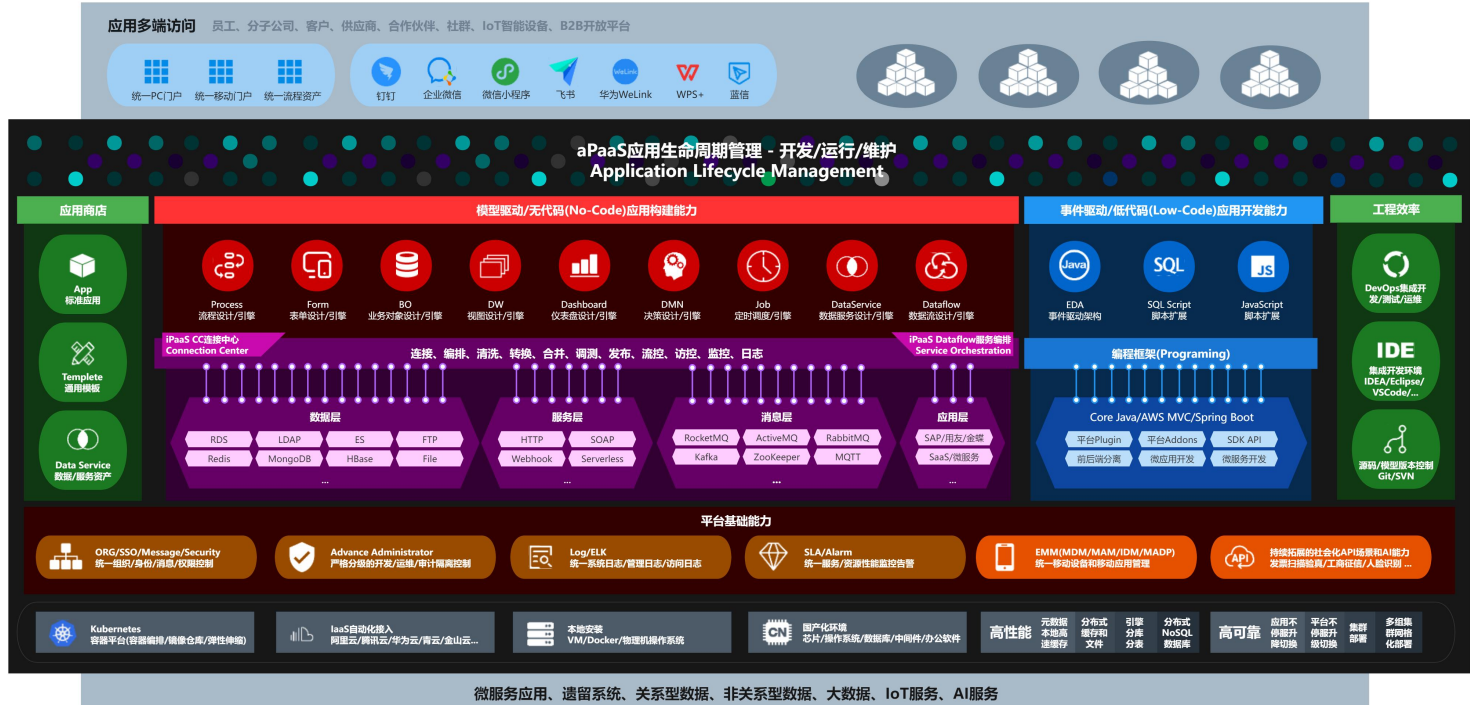 应用多端访问 员工、分子公司、客户、供应商、合作伙伴、社群、IoT智能设备、B2B开放平台
统一PC门户 统一移动门户 统一流程资产
钉钉 企业微信 微信小程序 飞书 华为WeLink WPS+ 蓝信
WeLink
aPaaS应用生命周期管理 - 开发/运行/维护
Application Lifecycle Management
应用商店
App
标准应用
Templete
通用模板
Data Service
数据/服务资产
模型驱动/无代码(No-Code)应用构建能力
Process
流程设计/引擎
Form
表单设计/引擎
BO
业务对象设计/引擎
DW
视图设计/引擎
Dashboard
仪表盘设计/引擎
DMN
决策设计/引擎
Job
定时调度/引擎
DataService
数据服务设计/引擎
Dataflow
数据流设计/引擎
iPaaS CC连接中心
Connection Center
连接、编排、清洗、转换、合并、调测、发布、流控、访控、监控、日志
iPaaS Dataflow服务编排
Service Orchestration
数据层
RDS LDAP ES FTP
Redis MongoDB HBase File
...
服务层
HTTP SOAP
Webhook Serverless
...
消息层
RocketMQ ActiveMQ RabbitMQ
Kafka ZooKeeper MQTT
...
应用层
SAP/用友/金蝶
SaaS/微服务
...
事件驱动/低代码(Low-Code)应用开发能力
Java
EDA
事件驱动架构
SQL
SQL Script
脚本扩展
JS
JavaScript
脚本扩展
编程框架(Programing)
Core Java/AWS MVC/Spring Boot
平台Plugin 平台Addons SDK API
前后端分离 微应用开发 微服务开发
工程效率
DevOps集成开
发/测试/运维
IDE
集成开发环境
IDEA/Eclipse/
VSCode/...
源码/模型版本控制
Git/SVN
平台基础能力
ORG/SSO/Message/Security
统一组织/身份/消息/权限控制
Advance Administrator
严格分级的开发/运维/审计隔离控制
Log/ELK
统一系统日志/管理日志/访问日志
SLA/Alarm
统一服务/资源性能监控告警
EMM(MDM/MAM/IDM/MADP)
统一移动设备和移动应用管理
API
持续拓展的社会化API场景和AI能力
发票扫描验真/工商征信/人脸识别 ...
Kubernetes
容器平台(容器编排/镜像仓库/弹性伸缩)
IaaS自动化接入
阿里云/腾讯云/华为云/青云/金山云...
本地安装
VM/Docker/物理机操作系统
CN
国产化环境
芯片/操作系统/数据库/中间件/办公软件
高性能
元数据
本地高
速缓存
分布式
缓存和
文件
引擎
分库
分表
分布式
NoSQL
数据库
高可靠
应用不
停服升
降切换
平台不
停服升
级切换
集群
部署
多组集
群网格
化部署
微服务应用、遗留系统、关系型数据、非关系型数据、大数据、IoT服务、AI服务